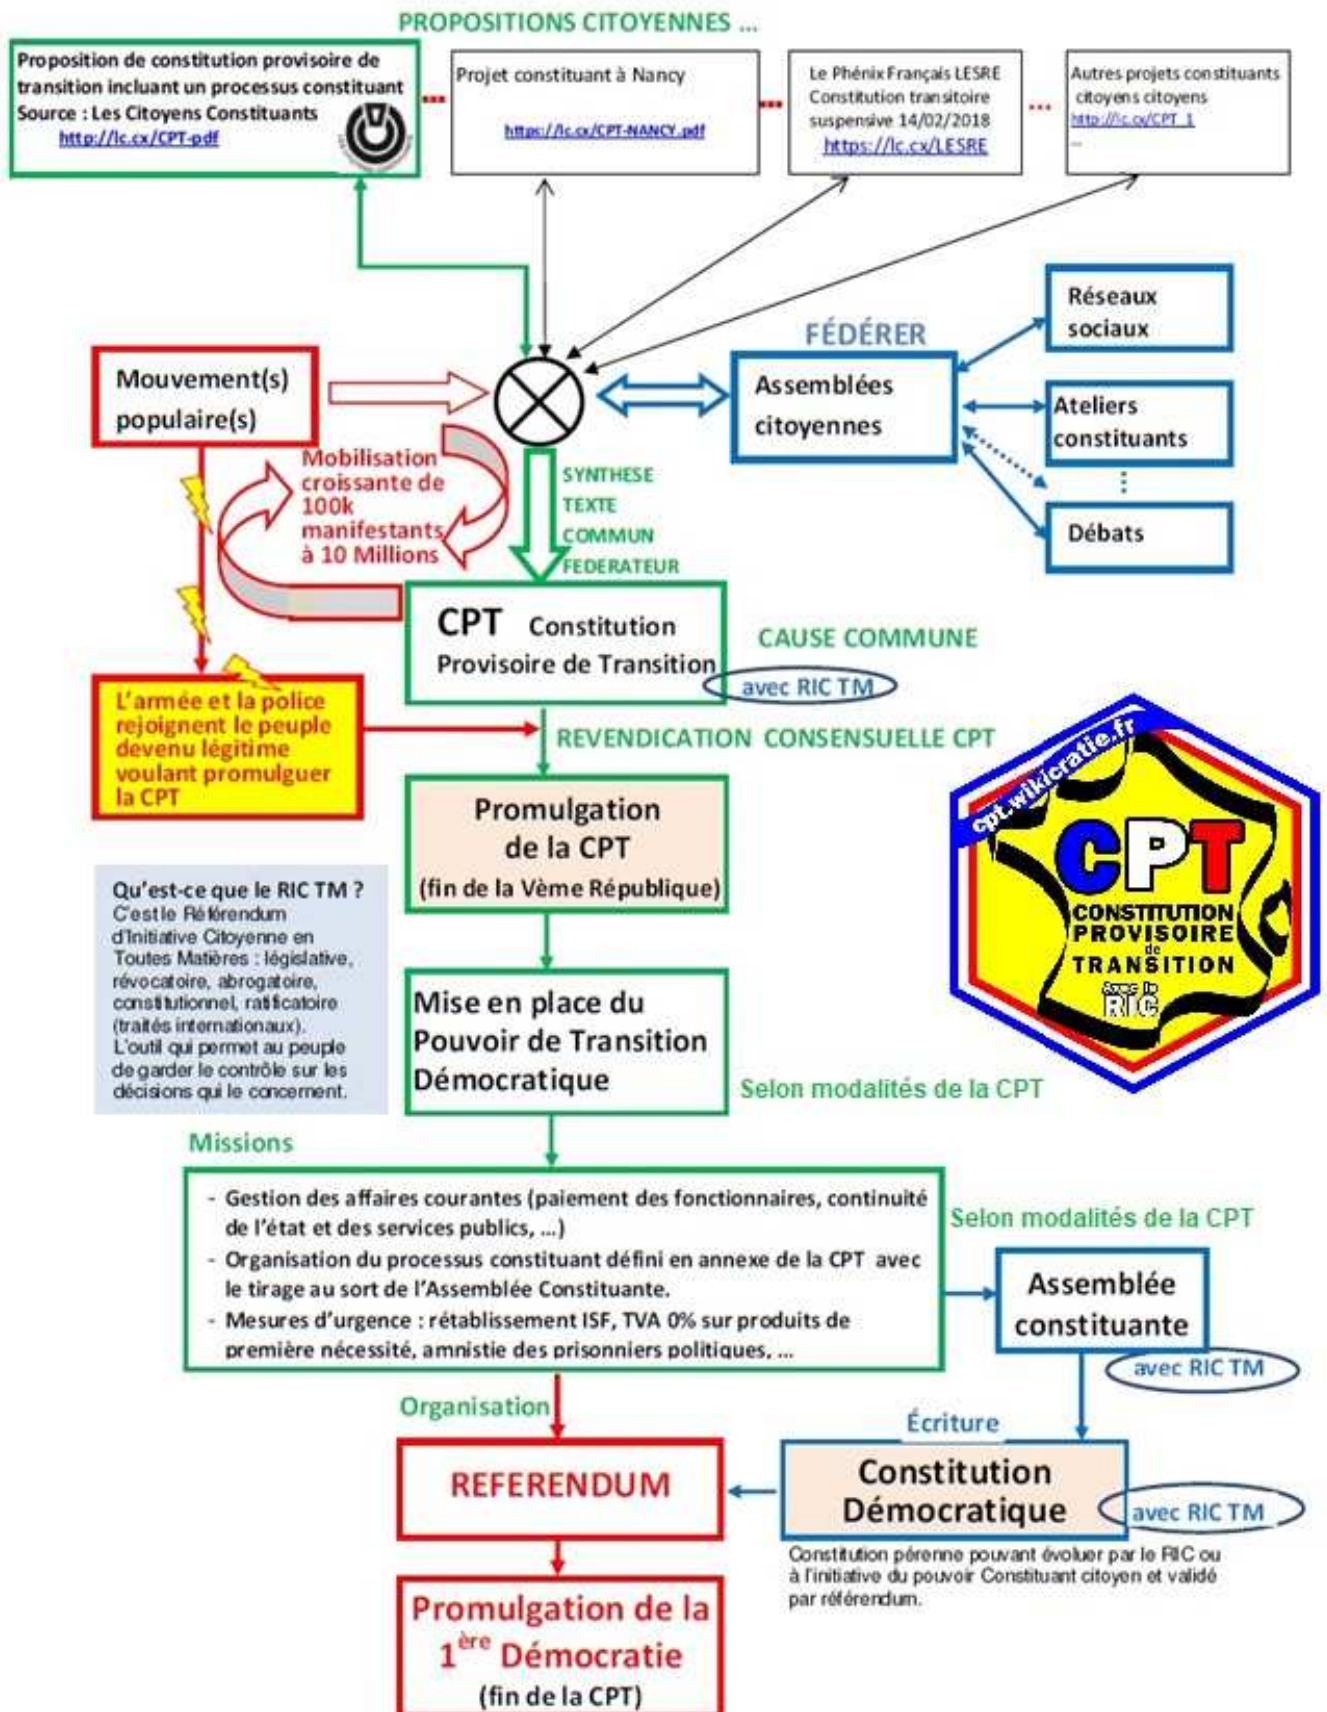 PROPOSITIONS CITOYENNES ...
Proposition de constitution provisoire de
transition incluant un processus constituant
Source : Les Citoyens Constituants
http://lc.cx/CPT-pdf
Projet constituant à Nancy
https://lc.cx/CPT-NANCY.pdf
Le Phénix Français LESRE
Constitution transitoire
suspensive 14/02/2018
https://lc.cx/LESRE
Autres projets constituants
citoyens citoyens
http://lc.cx/CPT_1
...
FÉDÉRER
Réseaux
sociaux
Mouvement(s)
populaire(s)
Assemblées
citoyennes
Ateliers
constituants
Débats
Mobilisation
croissante de
100k
manifestants
à 10 Millions
SYNTHESE
TEXTE
COMMUN
FEDERATEUR
CPT Constitution
Provisoire de Transition
avec RIC TM
CAUSE COMMUNE
L'armée et la police
rejoignent le peuple
devenu légitime
voulant promulguer
la CPT
REVENDICATION CONSENSUELLE CPT
Promulgation
de la CPT
(fin de la Vème République)
cpt.wikicratie.fr
CPT
CONSTITUTION
PROVISOIRE
de
TRANSITION
Avec le
RIC
Qu'est-ce que le RIC TM ?
C'est le Référendum
d'Initiative Citoyenne en
Toutes Matières : législative,
révocatoire, abrogatoire,
constitutionnel, ratificatoire
(traités internationaux).
L'outil qui permet au peuple
de garder le contrôle sur les
décisions qui le concernent.
Mise en place du
Pouvoir de Transition
Démocratique
Selon modalités de la CPT
Missions
- Gestion des affaires courantes (paiement des fonctionnaires, continuité
de l'état et des services publics, ...)
- Organisation du processus constituant défini en annexe de la CPT avec
le tirage au sort de l'Assemblée Constituante.
- Mesures d'urgence : rétablissement ISF, TVA 0% sur produits de
première nécessité, amnistie des prisonniers politiques, ...
Selon modalités de la CPT
Assemblée
constituante
avec RIC TM
Organisation
Écriture
REFERENDUM
Constitution
Démocratique
avec RIC TM
Constitution pérenne pouvant évoluer par le RIC ou
à l'initiative du pouvoir Constituant citoyen et validé
par référendum.
Promulgation de la
1ère Démocratie
(fin de la CPT)